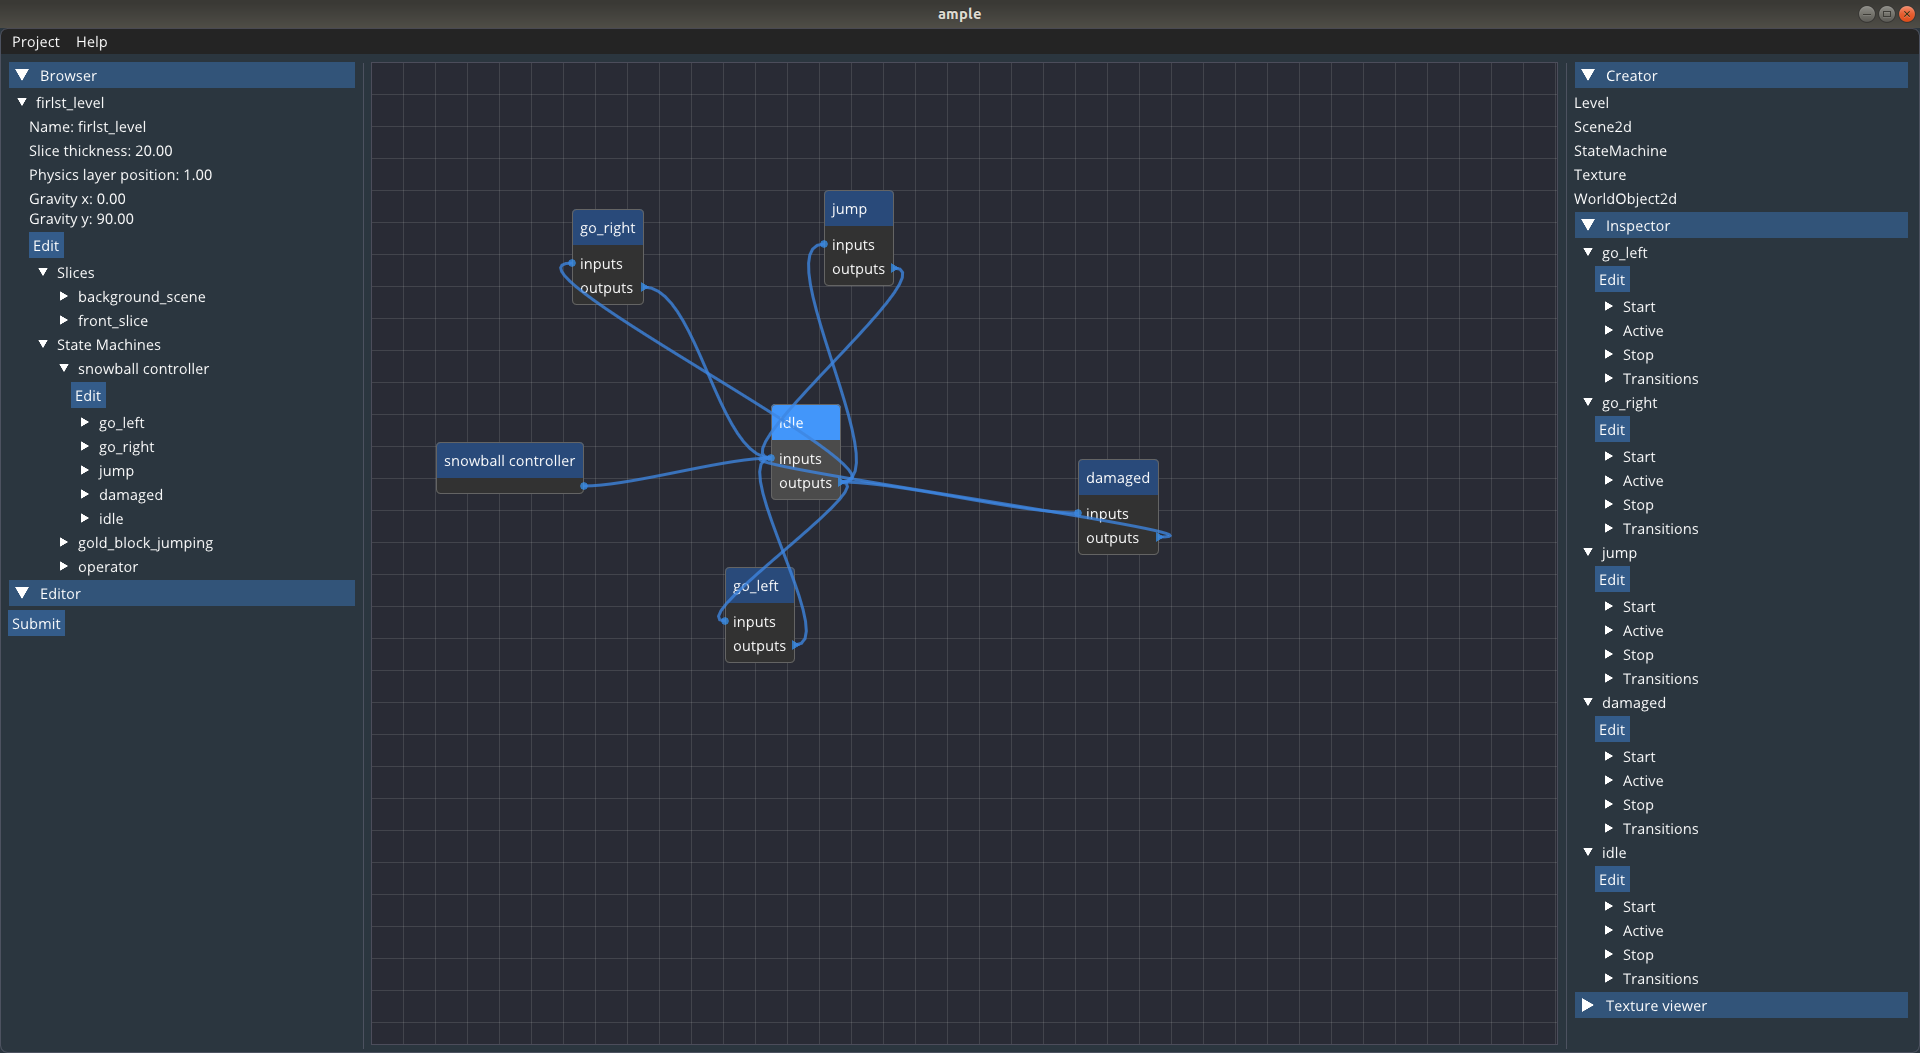 ample
Project Help
Browser
firlst_level
Name: firlst_level
Slice thickness: 20.00
Physics layer position: 1.00
Gravity x: 0.00
Gravity y: 90.00
Edit
Slices
background_scene
front_slice
State Machines
snowball controller
Edit
go_left
go_right
jump
damaged
idle
gold_block_jumping
operator
Editor
Submit
go_right
inputs
outputs
jump
inputs
outputs
snowball controller
idle
inputs
outputs
damaged
inputs
outputs
go_left
inputs
outputs
Creator
Level
Scene2d
StateMachine
Texture
WorldObject2d
Inspector
go_left
Edit
Start
Active
Stop
Transitions
go_right
Edit
Start
Active
Stop
Transitions
jump
Edit
Start
Active
Stop
Transitions
damaged
Edit
Start
Active
Stop
Transitions
idle
Edit
Start
Active
Stop
Transitions
Texture viewer